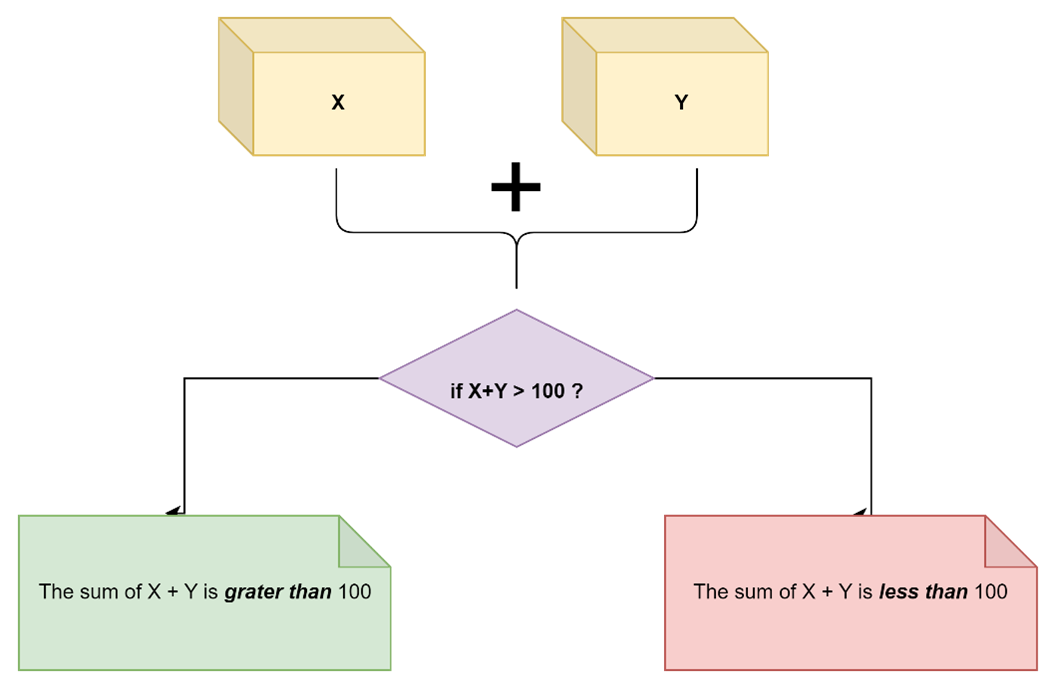 X
Y
+
if X+Y > 100 ?
The sum of X + Y is grater than 100
The sum of X + Y is less than 100